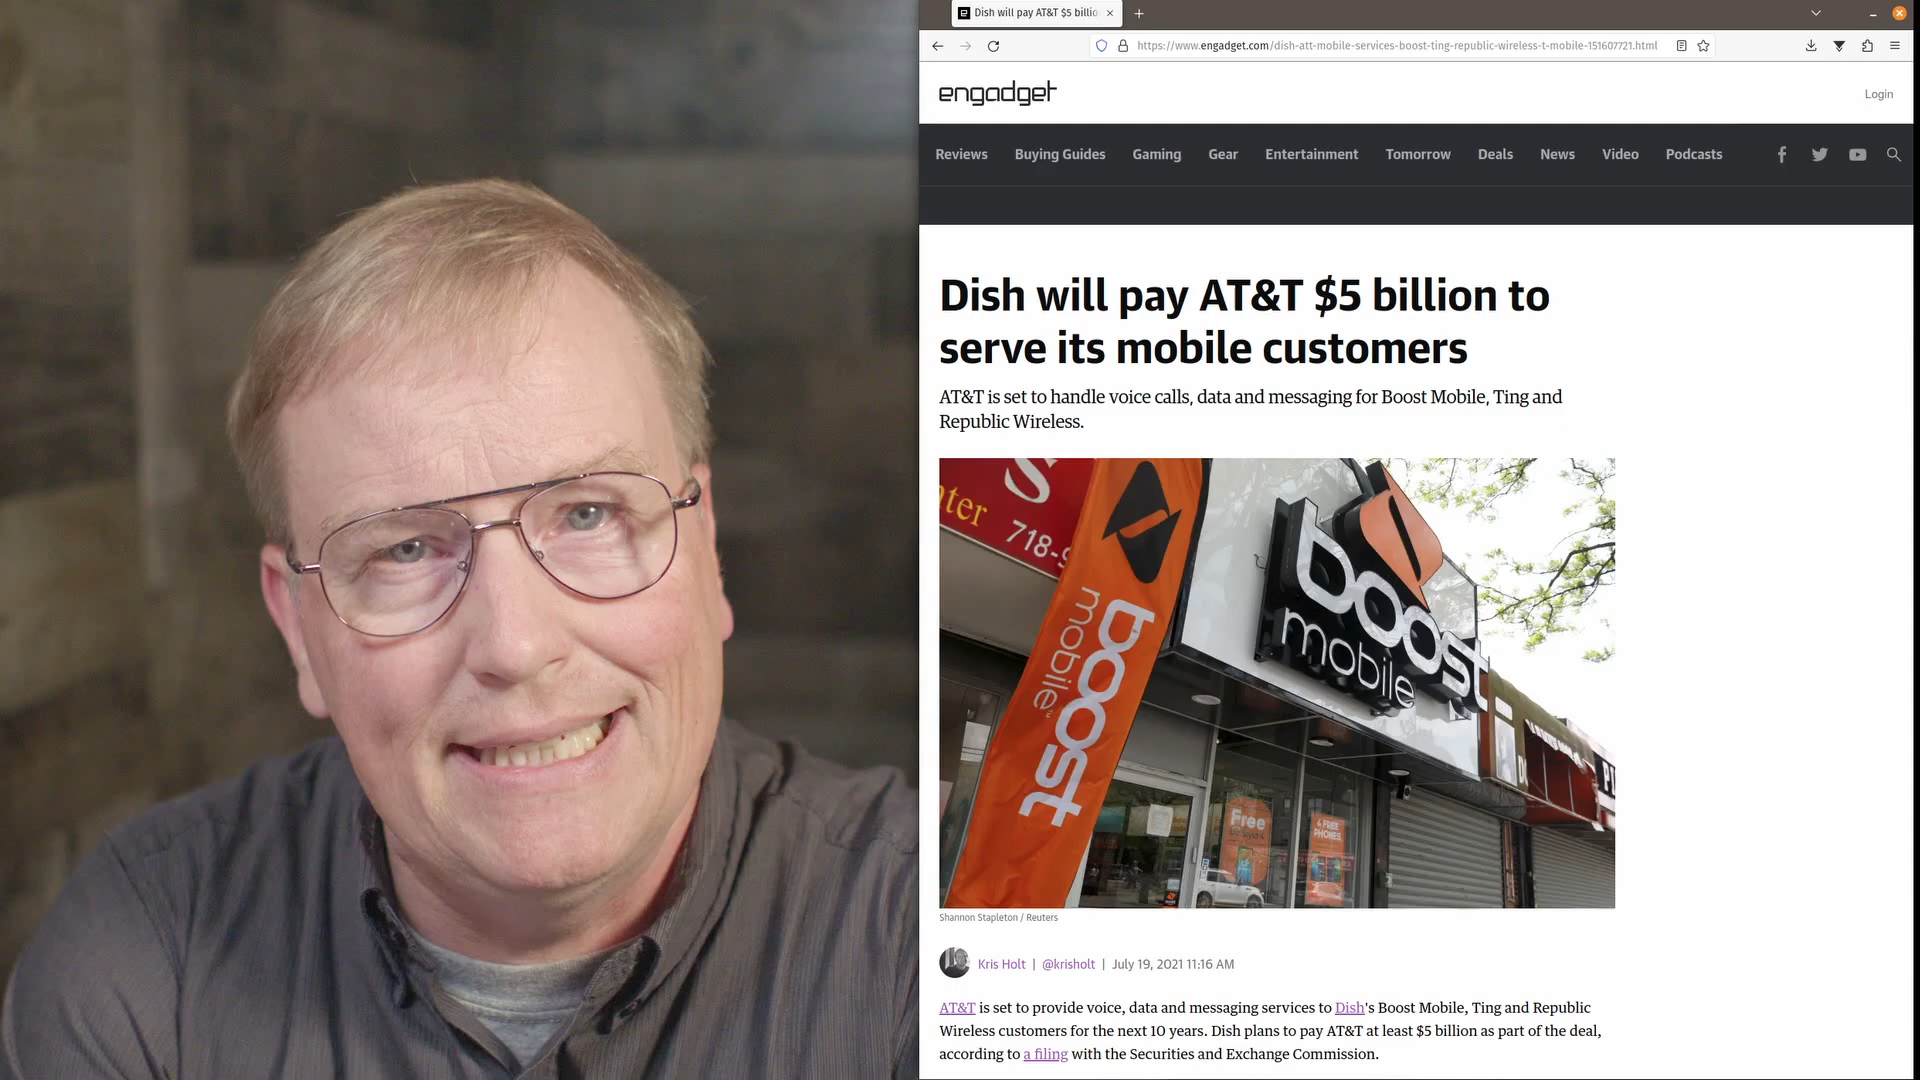 Dish will pay AT&T $5 billio
https://www.engadget.com/dish-att-mobile-services-boost-ting-republic-wireless-t-mobile-151607721.html
engadget
Login
Reviews Buying Guides Gaming Gear Entertainment Tomorrow Deals News Video Podcasts
Dish will pay AT&T $5 billion to
serve its mobile customers
AT&T is set to handle voice calls, data and messaging for Boost Mobile, Ting and
Republic Wireless.
S
nter
718-9
boost
mobile
boost
mobile
Free
4 FREE
PHONES
Shannon Stapleton / Reuters
Kris Holt | @krisholt | July 19, 2021 11:16 AM
AT&T is set to provide voice, data and messaging services to Dish's Boost Mobile, Ting and Republic
Wireless customers for the next 10 years. Dish plans to pay AT&T at least $5 billion as part of the deal,
according to a filing with the Securities and Exchange Commission.